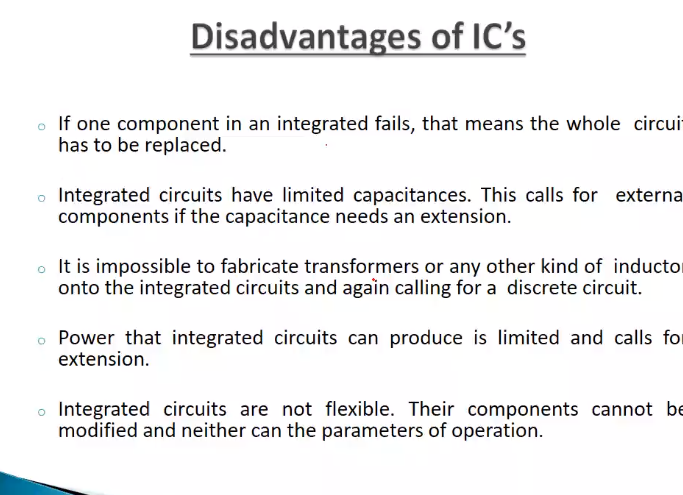 Disadvantages of IC's
If one component in an integrated fails, that means the whole circui
has to be replaced.
Integrated circuits have limited capacitances. This calls for externa
components if the capacitance needs an extension.
It is impossible to fabricate transformers or any other kind of inducto
onto the integrated circuits and again calling for a discrete circuit.
Power that integrated circuits can produce is limited and calls fo
extension.
Integrated circuits are not flexible. Their components cannot be
modified and neither can the parameters of operation.